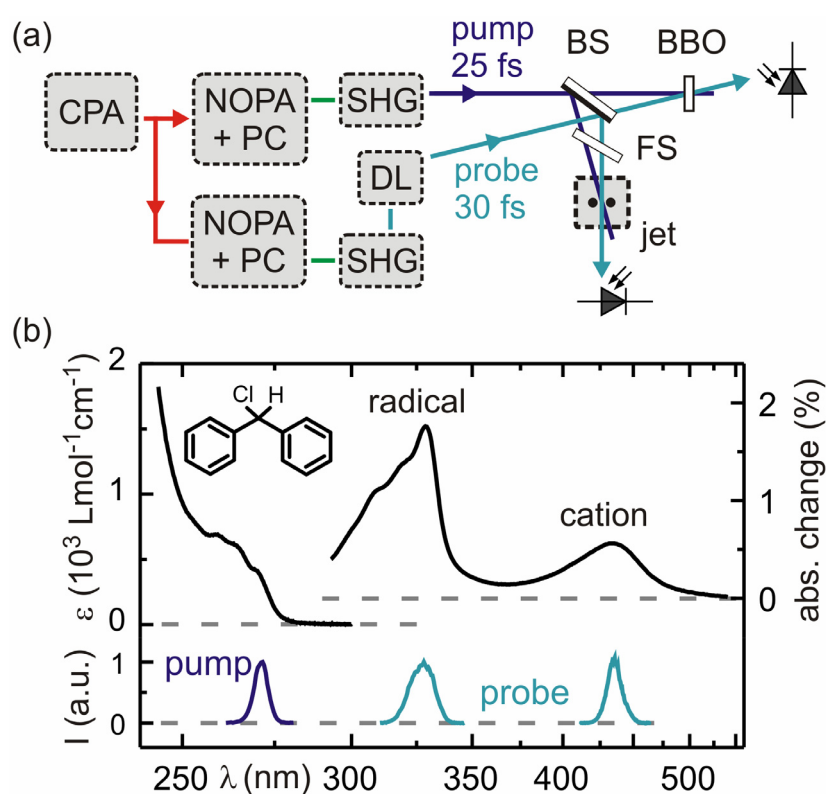 (a)
CPA
NOPA
+ PC
SHG
pump
25 fs
BS
BBO
DL
probe
30 fs
FS
NOPA
+ PC
SHG
jet
(b)
2
1
0
ε (10³ Lmol⁻¹cm⁻¹)
Cl H
radical
cation
2
1
0
abs. change (%)
1
0
I (a.u.)
pump
probe
250 λ (nm) 300 350 400 500